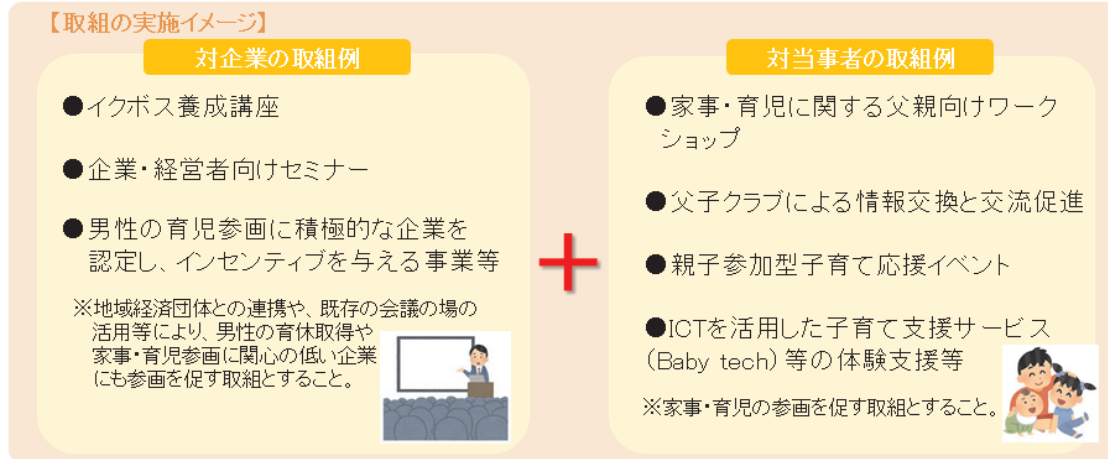 【取組の実施イメージ】
対企業の取組例
●イクボス養成講座
●企業・経営者向けセミナー
●男性の育児参画に積極的な企業を
認定し、インセンティブを与える事業等
※地域経済団体との連携や、既存の会議の場の
活用等により、男性の育休取得や
家事・育児参画に関心の低い企業
にも参画を促す取組とすること。
+
対当事者の取組例
●家事・育児に関する父親向けワーク
ショップ
●父子クラブによる情報交換と交流促進
●親子参加型子育て応援イベント
●ICTを活用した子育て支援サービス
(Baby tech)等の体験支援等
※家事・育児の参画を促す取組とすること。